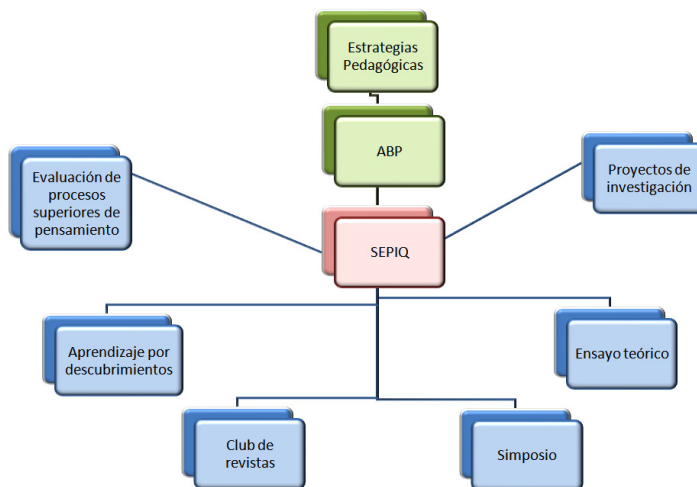 Estrategias
Pedagógicas
ABP
Evaluación de
procesos
superiores de
pensamiento
Proyectos de
investigación
SEPIQ
Aprendizaje por
descubrimientos
Ensayo teórico
Club de
revistas
Simposio